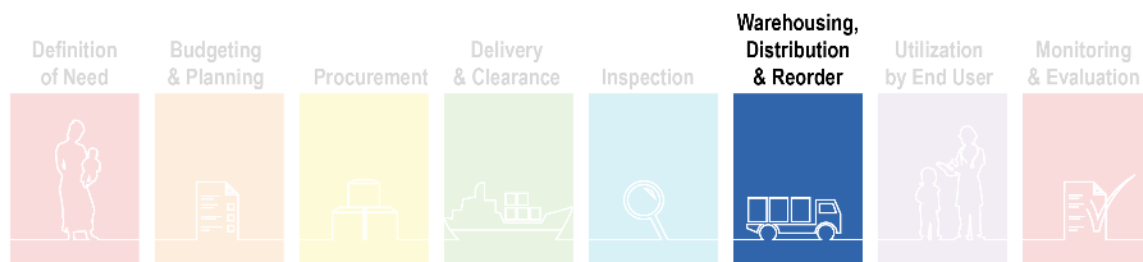 Definition
of Need
Budgeting
& Planning
Procurement
Delivery
& Clearance
Inspection
Warehousing,
Distribution
& Reorder
Utilization
by End User
Monitoring
& Evaluation